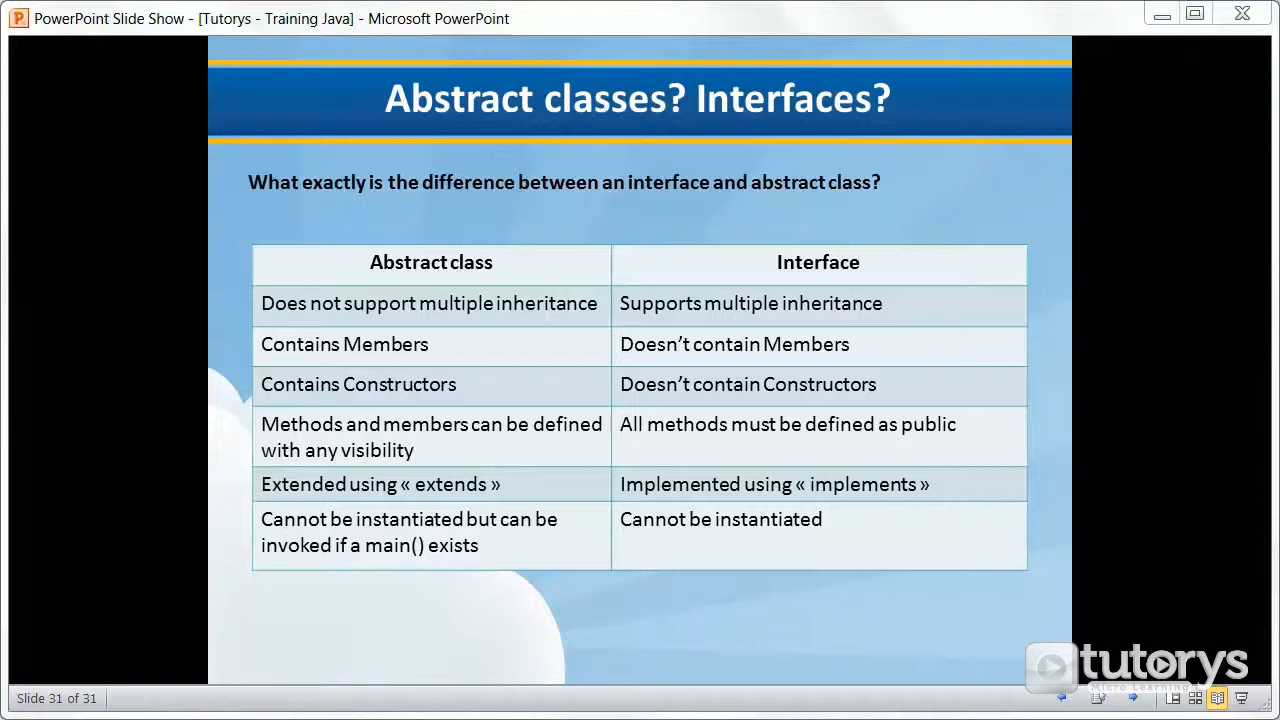 PowerPoint Slide Show - [Tutorys - Training Java] - Microsoft PowerPoint
Abstract classes? Interfaces?
What exactly is the difference between an interface and abstract class?
Abstract class
Interface
Does not support multiple inheritance
Supports multiple inheritance
Contains Members
Doesn't contain Members
Contains Constructors
Doesn't contain Constructors
Methods and members can be defined
with any visibility
All methods must be defined as public
Extended using « extends »
Implemented using « implements »
Cannot be instantiated but can be
invoked if a main() exists
Cannot be instantiated
tutorys
Micro Learning
Slide 31 of 31